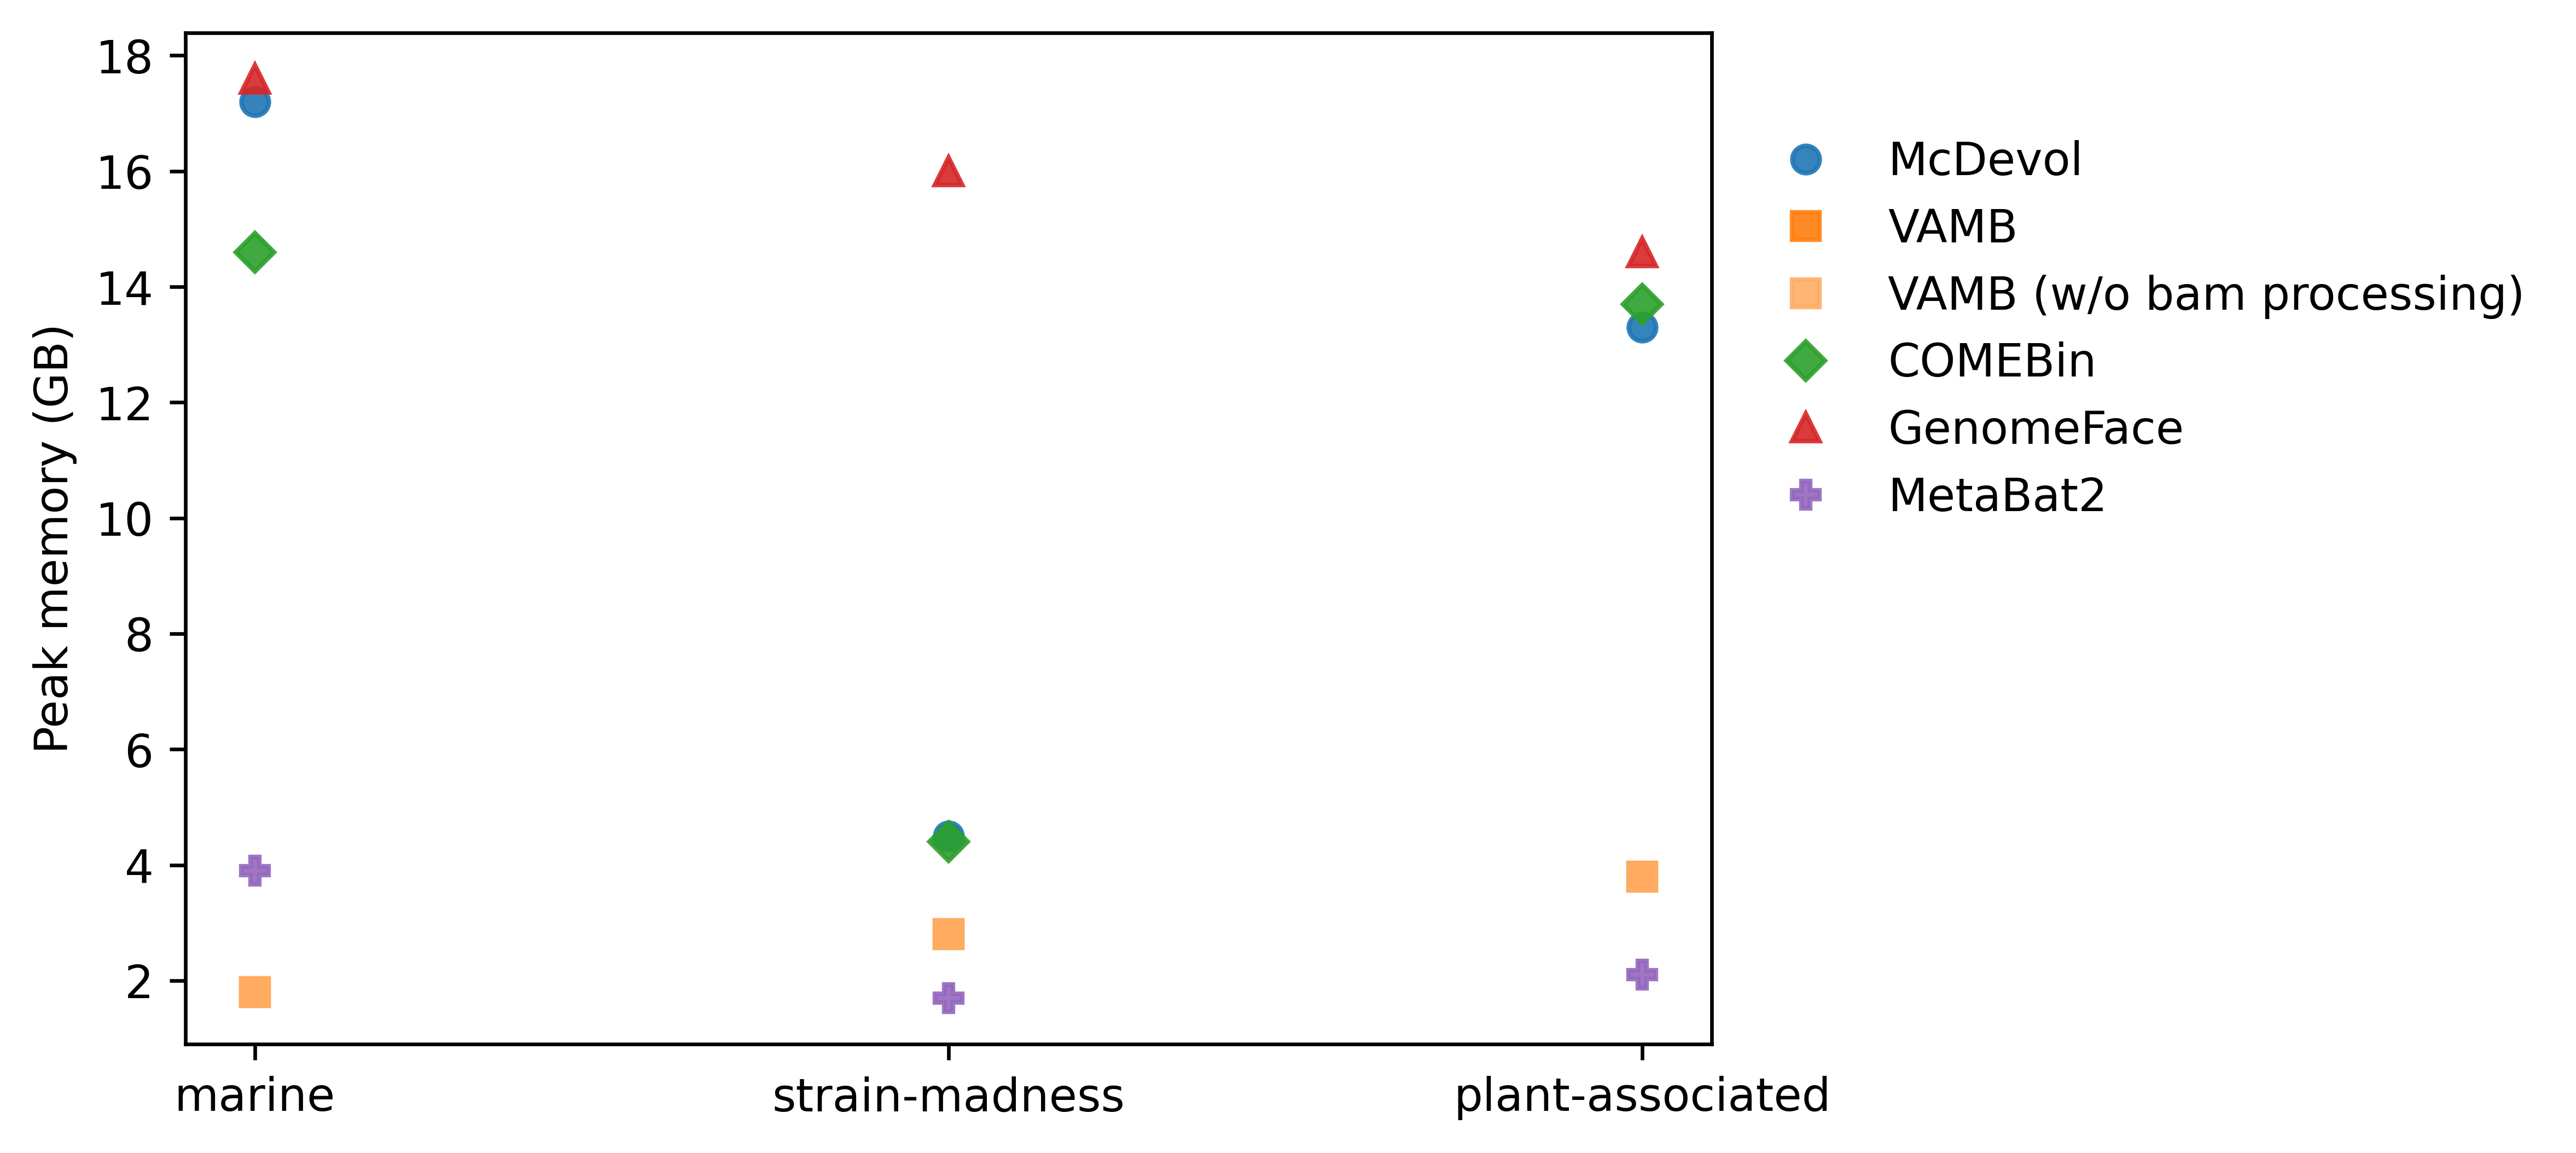 Peak memory (GB)
18
16
14
12
10
8
6
4
2
marine
strain-madness
plant-associated
McDevol
VAMB
VAMB (w/o bam processing)
COMEBin
GenomeFace
MetaBat2